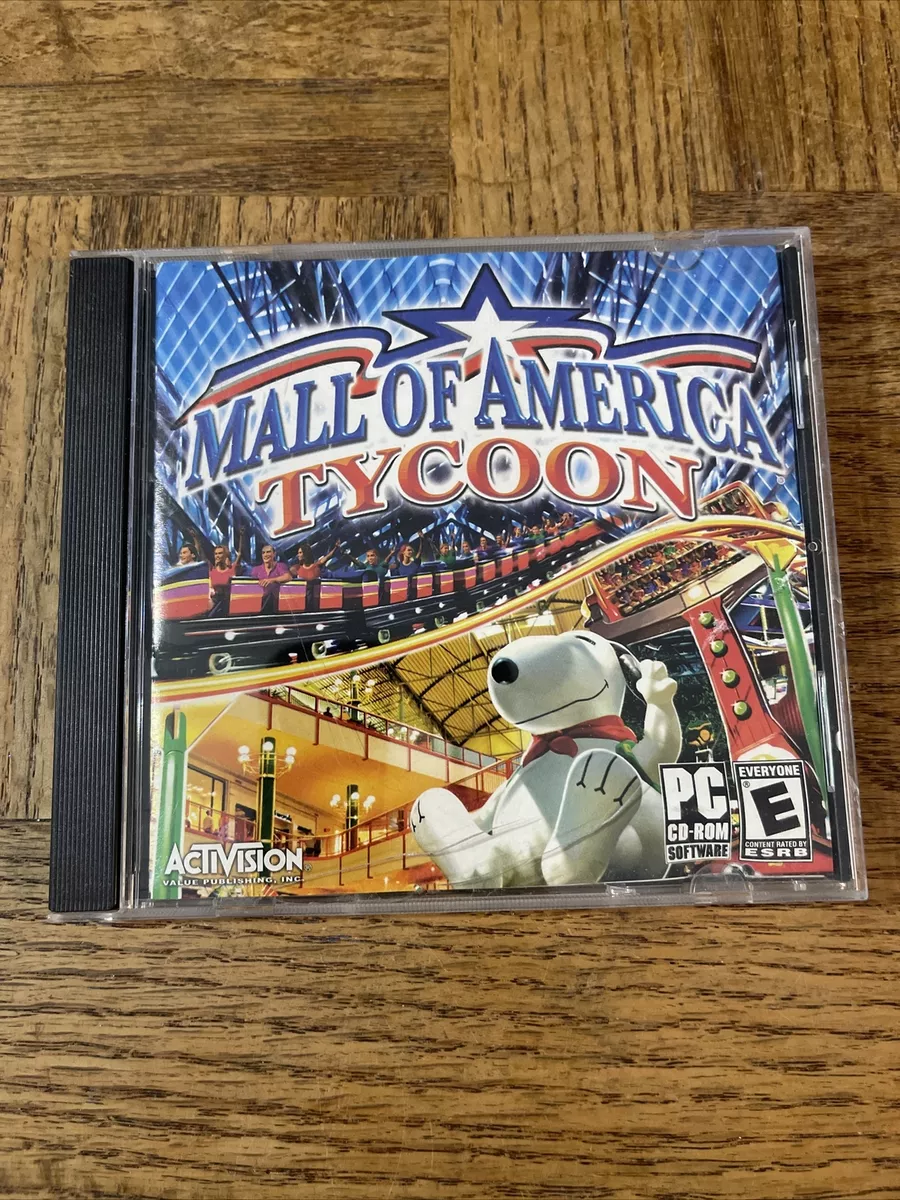 MALL OF AMERICA
TYCOON
ACTIVISION
VALUE PUBLISHING, INC.
PC
CD-ROM
SOFTWARE
EVERYONE
E
CONTENT RATED BY
ESRB